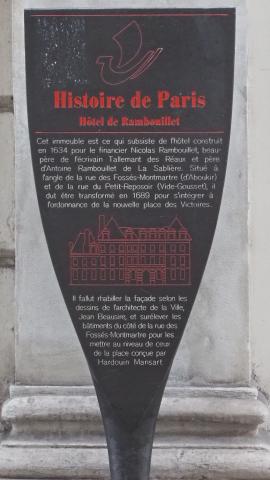 Histoire de Paris
Hôtel de Rambouillet
Cet immeuble est ce qui subsiste de l'hôtel construit
en 1634 pour le financier Nicolas Rambouillet, beau-
père de l'écrivain Tallemant des Réaux et père
d'Antoine Rambouillet de La Sablière. Situé à
l'angle de la rue des Fossés-Montmartre (d'Aboukir)
et de la rue du Petit-Reposoir (Vide-Gousset), il
dut être transformé en 1689 pour s'intégrer à
l'ordonnance de la nouvelle place des Victoires.
Il fallut rhabiller la façade selon les
dessins de l'architecte de la Ville,
Jean Beausire, et surélever les
bâtiments du côté de la rue des
Fossés-Montmartre pour les
mettre au niveau de ceux
de la place conçue par
Hardouin Mansart.